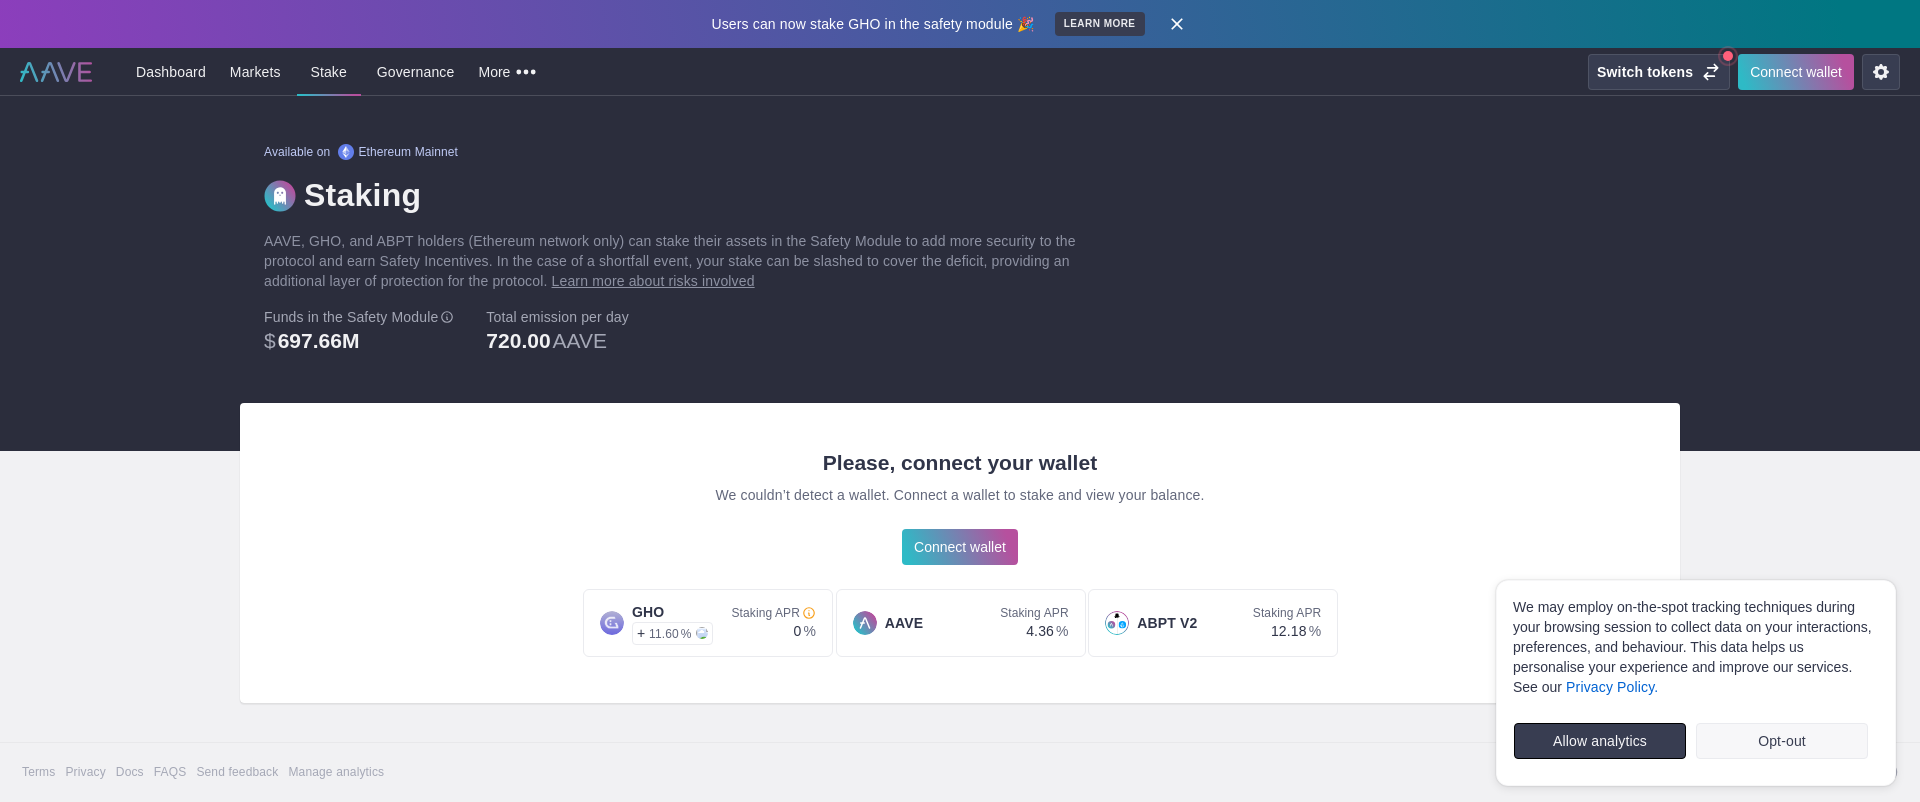 Users can now stake GHO in the safety module 🎉 LEARN MORE
AAVE Dashboard Markets Stake Governance More Switch tokens Connect wallet
Available on Ethereum Mainnet
Staking
AAVE, GHO, and ABPT holders (Ethereum network only) can stake their assets in the Safety Module to add more security to the
protocol and earn Safety Incentives. In the case of a shortfall event, your stake can be slashed to cover the deficit, providing an
additional layer of protection for the protocol. Learn more about risks involved
Funds in the Safety Module Total emission per day
$697.66M 720.00 AAVE
Please, connect your wallet
We couldn’t detect a wallet. Connect a wallet to stake and view your balance.
Connect wallet
GHO Staking APR
+ 11.60 % 0 %
AAVE Staking APR
4.36 %
ABPT V2 Staking APR
12.18 %
We may employ on-the-spot tracking techniques during
your browsing session to collect data on your interactions,
preferences, and behaviour. This data helps us
personalise your experience and improve our services.
See our Privacy Policy.
Allow analytics Opt-out
Terms Privacy Docs FAQS Send feedback Manage analytics